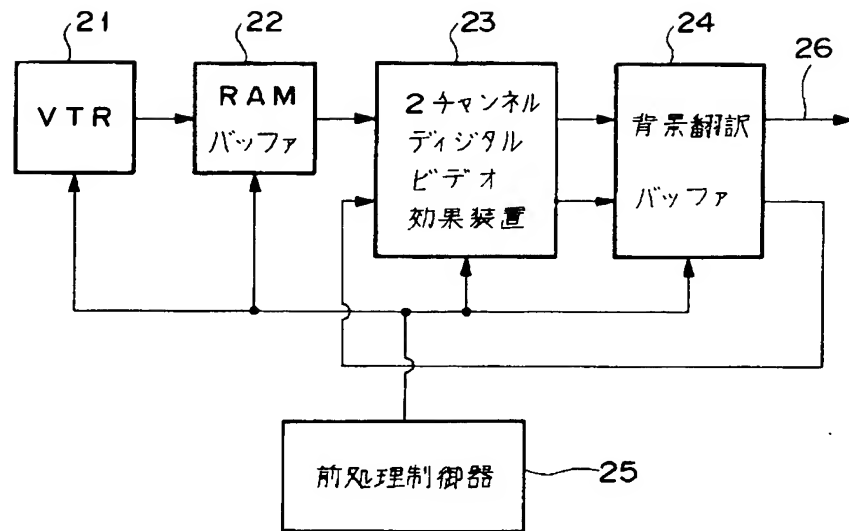 21
22
23
24
26
VTR
RAM
バッファ
2チャンネル
ディジタル
ビデオ
効果装置
背景翻訳
バッファ
前処理制御器
25